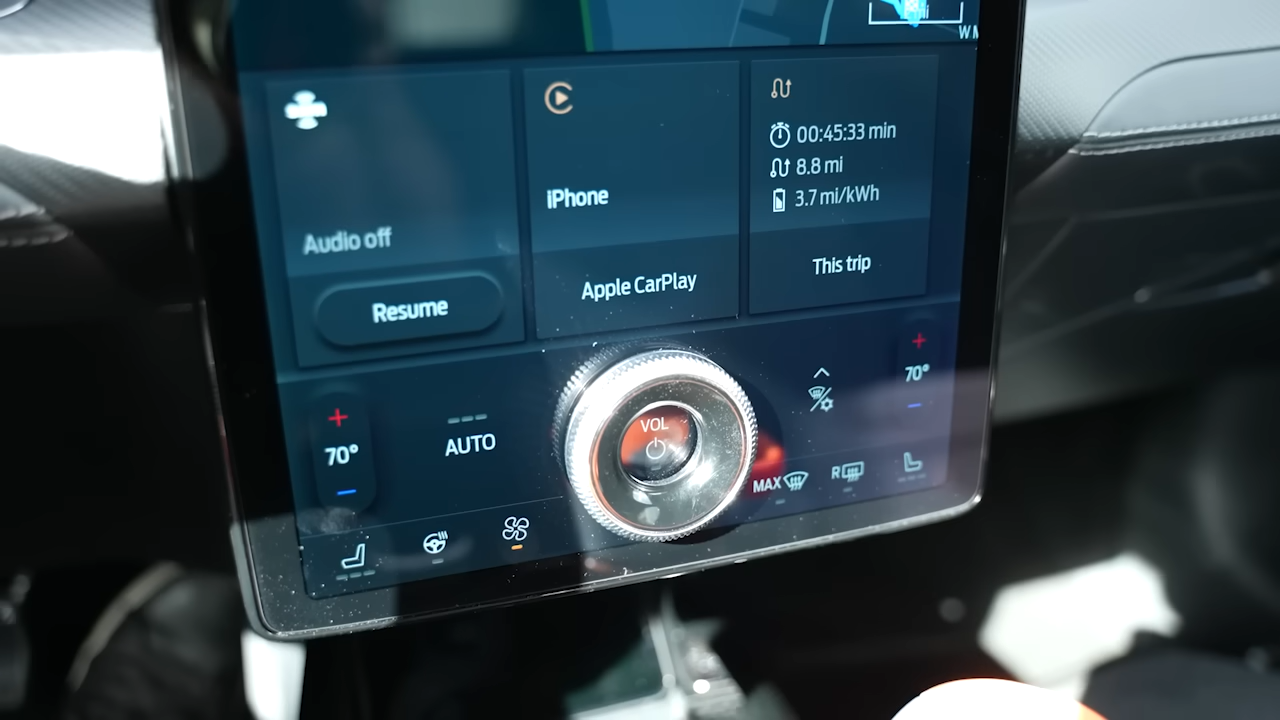 W
00:45:33 min
8.8 mi
iPhone
3.7 mi/kWh
Audio off
This trip
Apple CarPlay
Resume
70°
VOL
AUTO
70°
MAX
R